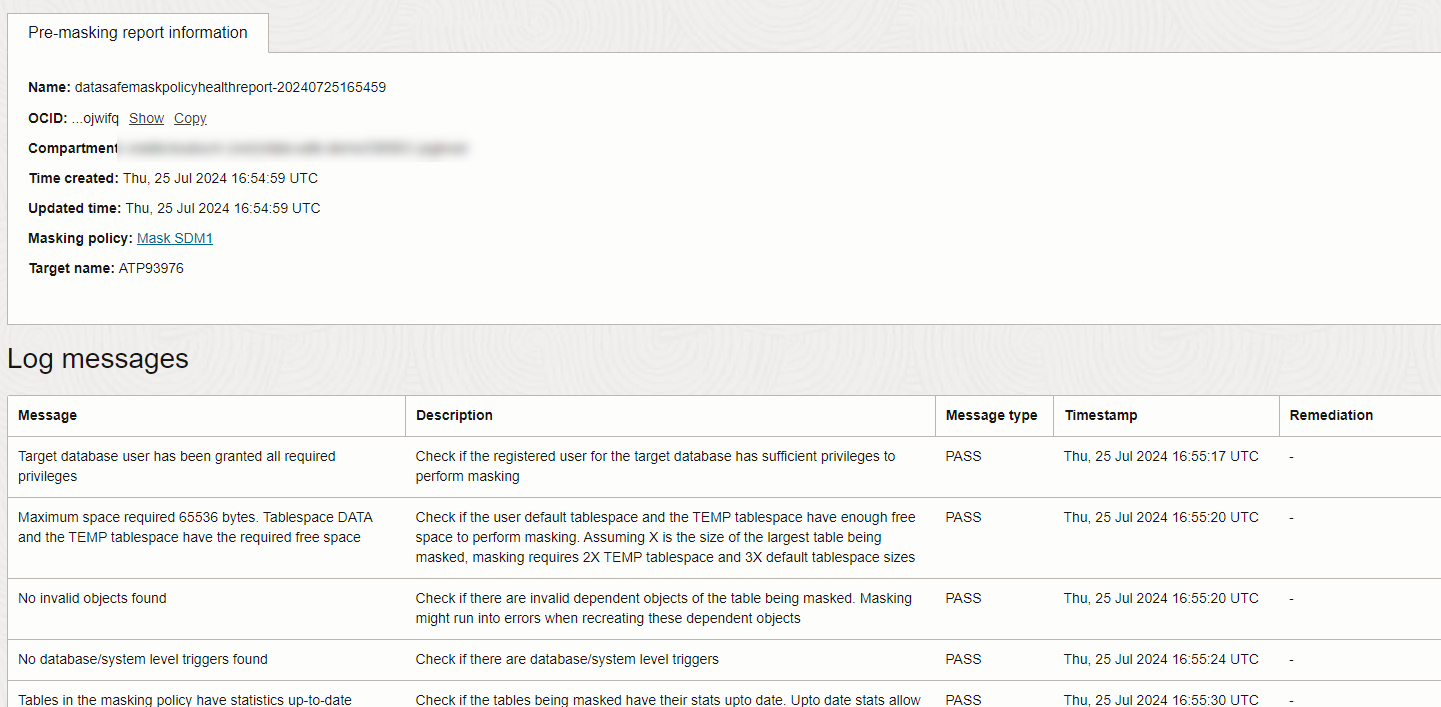 Pre-masking report information
Name: datasafemaskpolicyhealthreport-20240725165459
OCID: ...ojwifq Show Copy
Compartment
Time created: Thu, 25 Jul 2024 16:54:59 UTC
Updated time: Thu, 25 Jul 2024 16:54:59 UTC
Masking policy: Mask SDM1
Target name: ATP93976
Log messages
Message Description Message type Timestamp Remediation
Target database user has been granted all required
privileges
Check if the registered user for the target database has sufficient privileges to
perform masking
PASS
Thu, 25 Jul 2024 16:55:17 UTC
-
Maximum space required 65536 bytes. Tablespace DATA
and the TEMP tablespace have the required free space
Check if the user default tablespace and the TEMP tablespace have enough free
space to perform masking. Assuming X is the size of the largest table being
masked, masking requires 2X TEMP tablespace and 3X default tablespace sizes
PASS
Thu, 25 Jul 2024 16:55:20 UTC
-
No invalid objects found
Check if there are invalid dependent objects of the table being masked. Masking
might run into errors when recreating these dependent objects
PASS
Thu, 25 Jul 2024 16:55:20 UTC
-
No database/system level triggers found
Check if there are database/system level triggers
PASS
Thu, 25 Jul 2024 16:55:24 UTC
-
Tables in the masking policy have statistics up-to-date
Check if the tables being masked have their stats upto date. Upto date stats allow
PASS
Thu, 25 Jul 2024 16:55:30 UTC
-